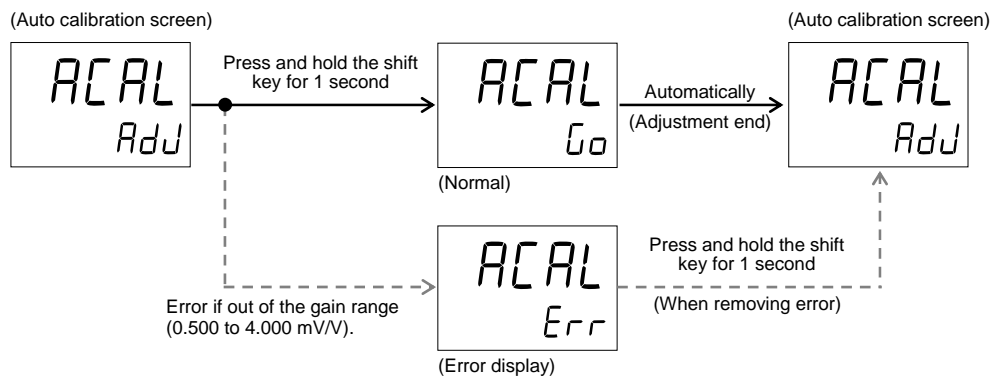 (Auto calibration screen)
ACAL
AdJ
Press and hold the shift
key for 1 second
ACAL
Go
(Normal)
Automatically
(Adjustment end)
(Auto calibration screen)
ACAL
AdJ
Error if out of the gain range
(0.500 to 4.000 mV/V).
ACAL
Err
(Error display)
Press and hold the shift
key for 1 second
(When removing error)